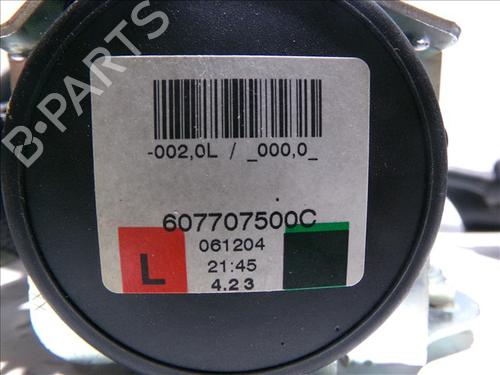 B-PARTS
-002,0L / _000,0_
607707500C
061204
L
21:45
4.23